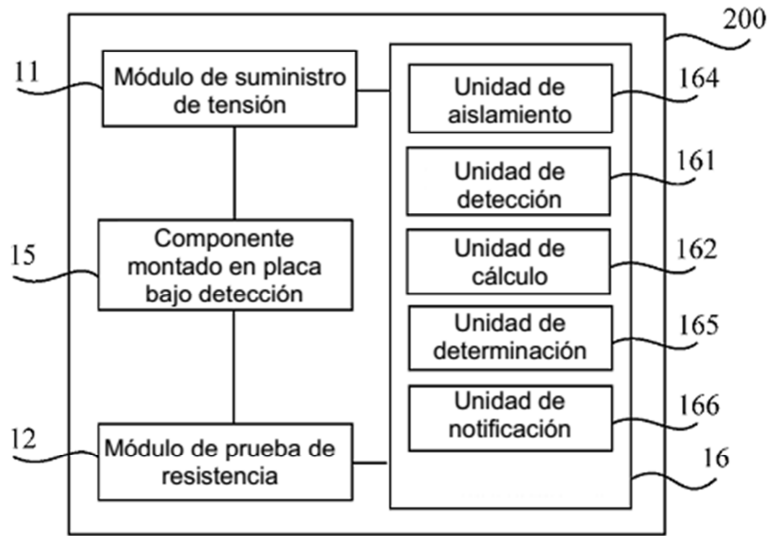 200
11
Módulo de suministro
de tensión
Unidad de
aislamiento
164
Unidad de
detección
161
15
Componente
montado en placa
bajo detección
Unidad de
cálculo
162
Unidad de
determinación
165
Unidad de
notificación
166
12
Módulo de prueba de
resistencia
16